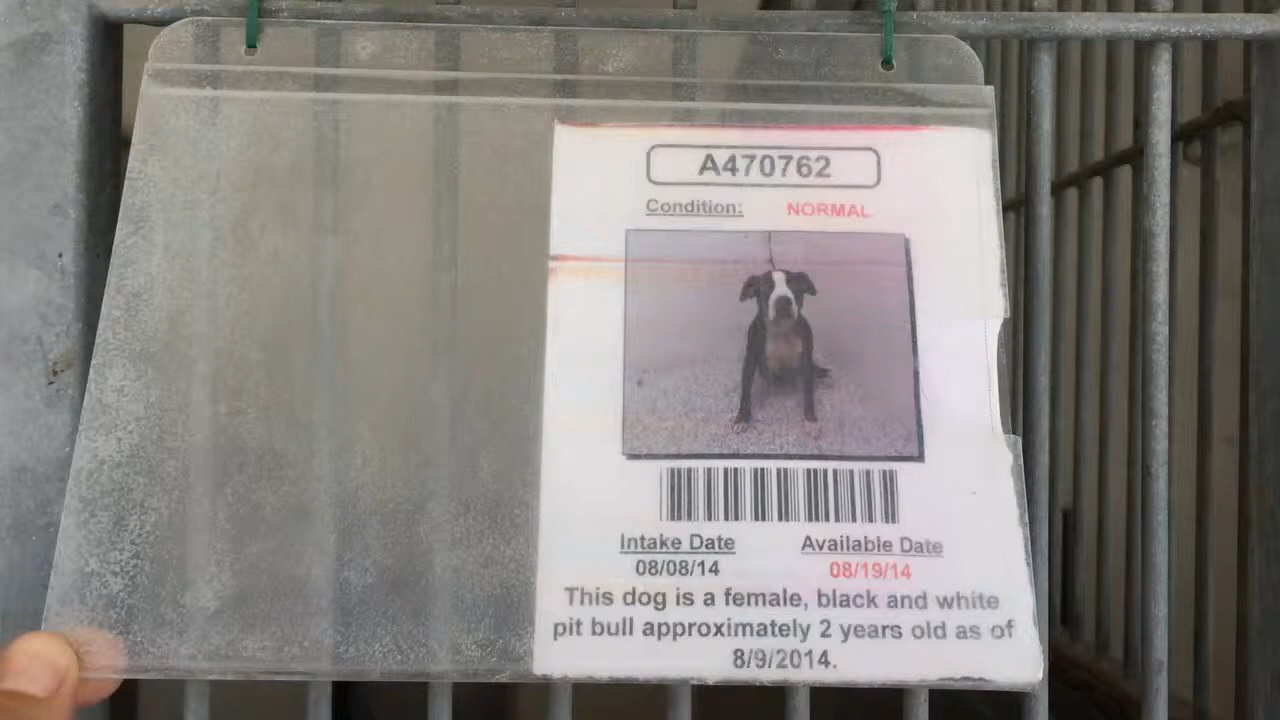 A470762
Condition: NORMAL
Intake Date Available Date
08/08/14 08/19/14
This dog is a female, black and white
pit bull approximately 2 years old as of
8/9/2014.